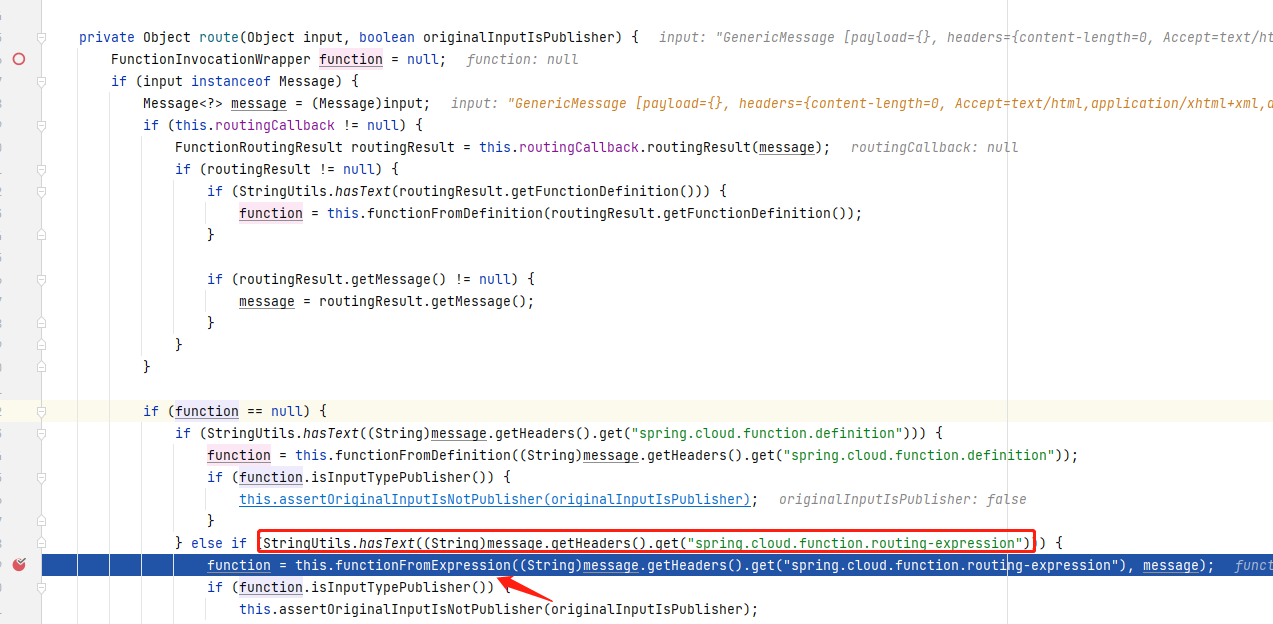 private Object route(Object input, boolean originalInputIsPublisher) {   input: "GenericMessage [payload={}, headers={content-length=0, Accept=text/ht
FunctionInvocationWrapper function = null;   function: null
if (input instanceof Message) {
Message<?> message = (Message)input;   input: "GenericMessage [payload={}, headers={content-length=0, Accept=text/html,application/xhtml+xml,a
if (this.routingCallback != null) {
FunctionRoutingResult routingResult = this.routingCallback.routingResult(message);   routingCallback: null
if (routingResult != null) {
if (StringUtils.hasText(routingResult.getFunctionDefinition())) {
function = this.functionFromDefinition(routingResult.getFunctionDefinition());
}
if (routingResult.getMessage() != null) {
message = routingResult.getMessage();
}
}
}
if (function == null) {
if (StringUtils.hasText((String)message.getHeaders().get("spring.cloud.function.definition"))) {
function = this.functionFromDefinition((String)message.getHeaders().get("spring.cloud.function.definition"));
if (function.isInputTypePublisher()) {
this.assertOriginalInputIsNotPublisher(originalInputIsPublisher);   originalInputIsPublisher: false
}
} else if (StringUtils.hasText((String)message.getHeaders().get("spring.cloud.function.routing-expression"))) {
function = this.functionFromExpression((String)message.getHeaders().get("spring.cloud.function.routing-expression"), message);   funct
if (function.isInputTypePublisher()) {
this.assertOriginalInputIsNotPublisher(originalInputIsPublisher);